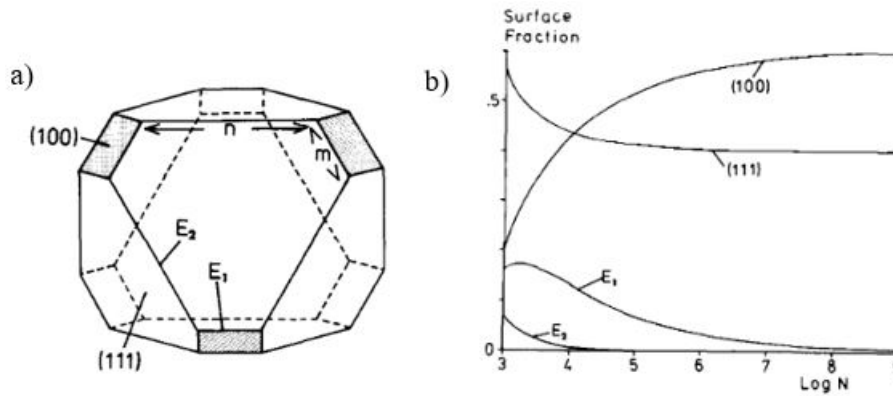 a)
(100)
n
m
E₂
E₁
(111)
b)
Surface
Fraction
.5
0
(100)
(111)
E₁
E₂
3 4 5 6 7 8
Log N